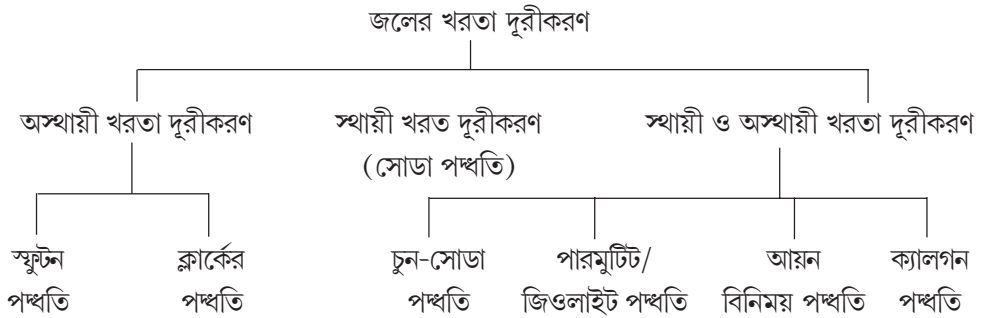 জলের খরতা দূরীকরণ
অস্থায়ী খরতা দূরীকরণ স্থায়ী খরত দূরীকরণ স্থায়ী ও অস্থায়ী খরতা দূরীকরণ
(সোডা পদ্ধতি)
স্ফুটন ক্লার্কের চুন-সোডা পারমুটিট/ আয়ন ক্যালগন
পদ্ধতি পদ্ধতি পদ্ধতি জিওলাইট পদ্ধতি বিনিময় পদ্ধতি পদ্ধতি